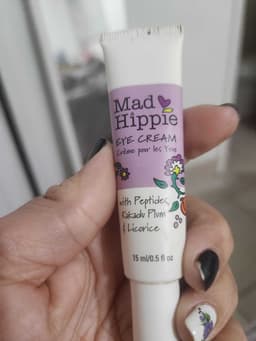 Mad
Hippie
EYE CREAM
Crème pour les Yeux
with Peptides,
Kakadu Plum
& Licorice
15 ml/0.5 fl oz